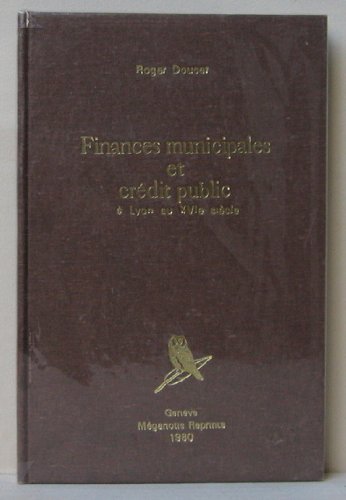 Roger Doucet
Finances municipales
et
crédit public
à Lyon au XVIe siècle
Genève
Mégariotis Reprints
1980